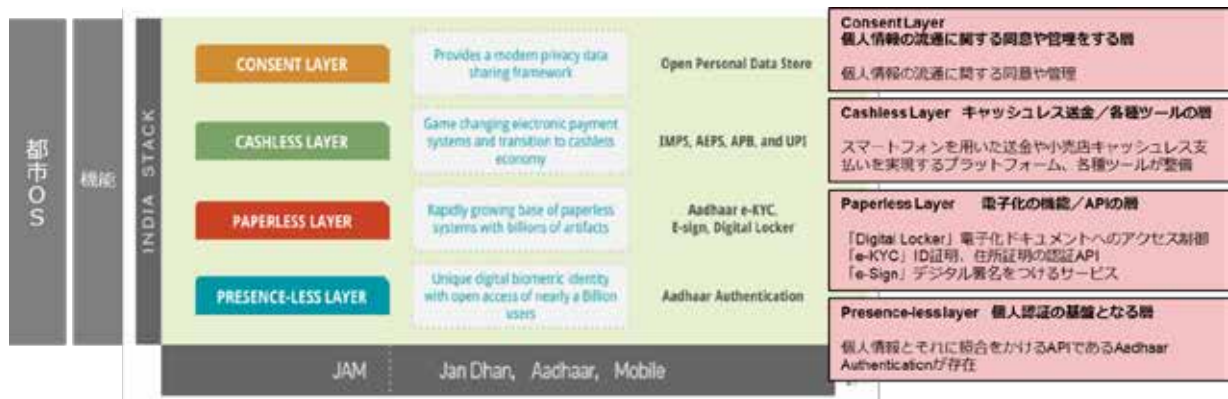 都市OS
機能
INDIA STACK
CONSENT LAYER
Provides a modern privacy data
sharing framework
Open Personal Data Store
CASHLESS LAYER
Game changing electronic payment
systems and transition to cashless
economy
IMPS, AEPS, APB, and UPI
PAPERLESS LAYER
Rapidly growing base of paperless
systems with billions of artifacts
Aadhaar e-KYC,
E-sign, Digital Locker
PRESENCE-LESS LAYER
Unique digital biometric identity
with open access of nearly a Billion
users
Aadhaar Authentication
JAM
Jan Dhan, Aadhaar, Mobile
Consent Layer
個人情報の流通に関する同意や管理をする層
個人情報の流通に関する同意や管理
Cashless Layer キャッシュレス送金／各種ツールの層
スマートフォンを用いた送金や小売店キャッシュレス支
払いを実現するプラットフォーム、各種ツールが整備
Paperless Layer 電子化の機能／APIの層
「Digital Locker」電子化ドキュメントへのアクセス制御
「e-KYC」ID証明、住所証明の認証API
「e-Sign」デジタル署名をつけるサービス
Presence-less layer 個人認証の基盤となる層
個人情報とそれに照合をかけるAPIであるAadhaar
Authenticationが存在